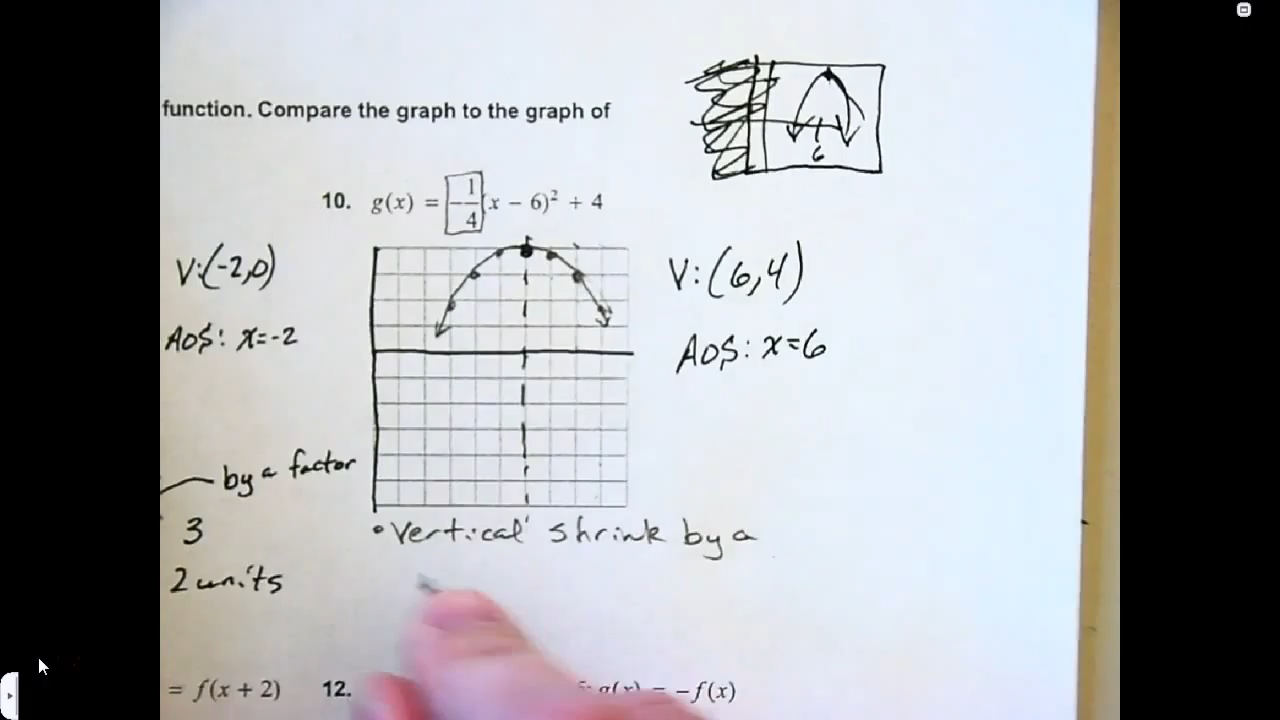 function. Compare the graph to the graph of
6
10. g(x) = -1/4(x − 6)² + 4
V:(-2,0)
V:(6,4)
AOS: x=-2
AOS: x=6
by a factor
3
• Vertical shrink by a
2 units
= f(x + 2)
12.
g(x) = −f(x)